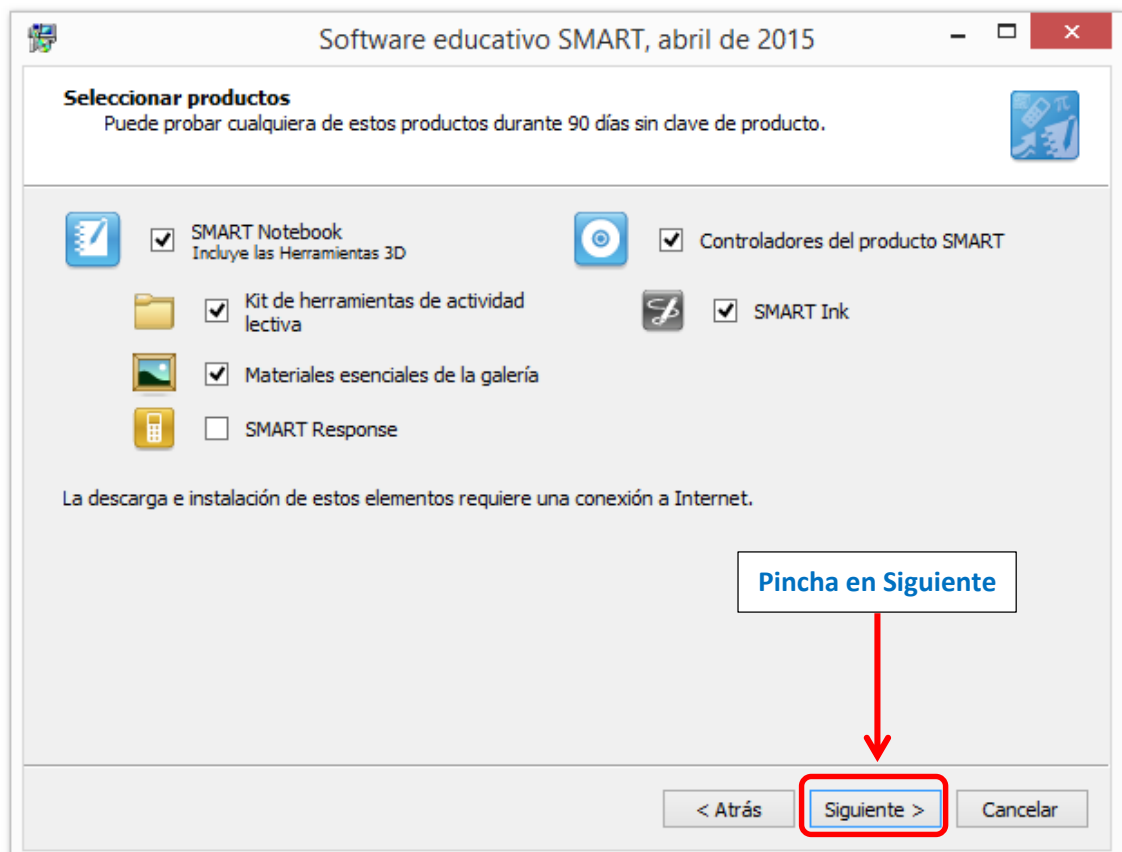 Software educativo SMART, abril de 2015
Seleccionar productos
Puede probar cualquiera de estos productos durante 90 días sin clave de producto.
SMART Notebook
Incluye las Herramientas 3D
Controladores del producto SMART
Kit de herramientas de actividad
lectiva
SMART Ink
Materiales esenciales de la galería
SMART Response
La descarga e instalación de estos elementos requiere una conexión a Internet.
Pincha en Siguiente
< Atrás
Siguiente >
Cancelar